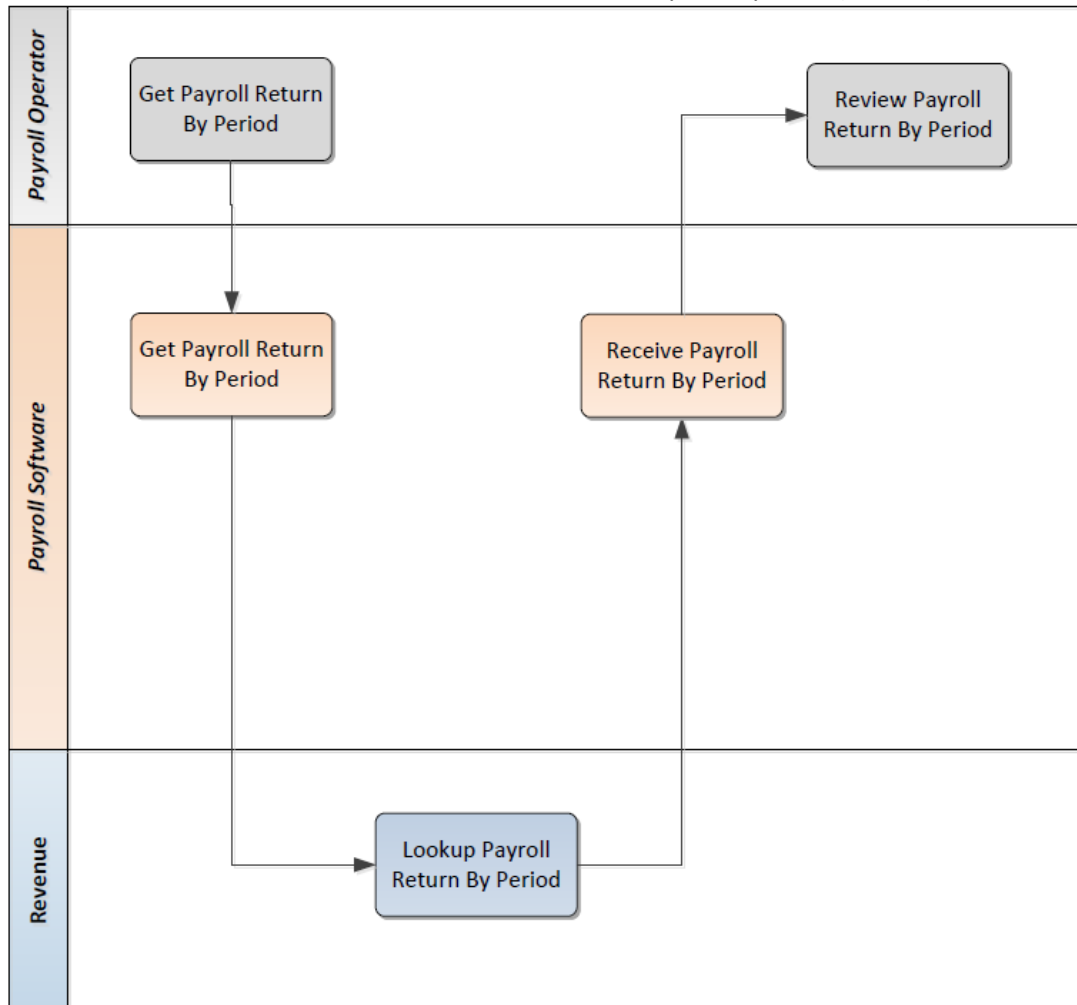 Payroll Operator
Get Payroll Return
By Period
Review Payroll
Return By Period
Payroll Software
Get Payroll Return
By Period
Receive Payroll
Return By Period
Revenue
Lookup Payroll
Return By Period